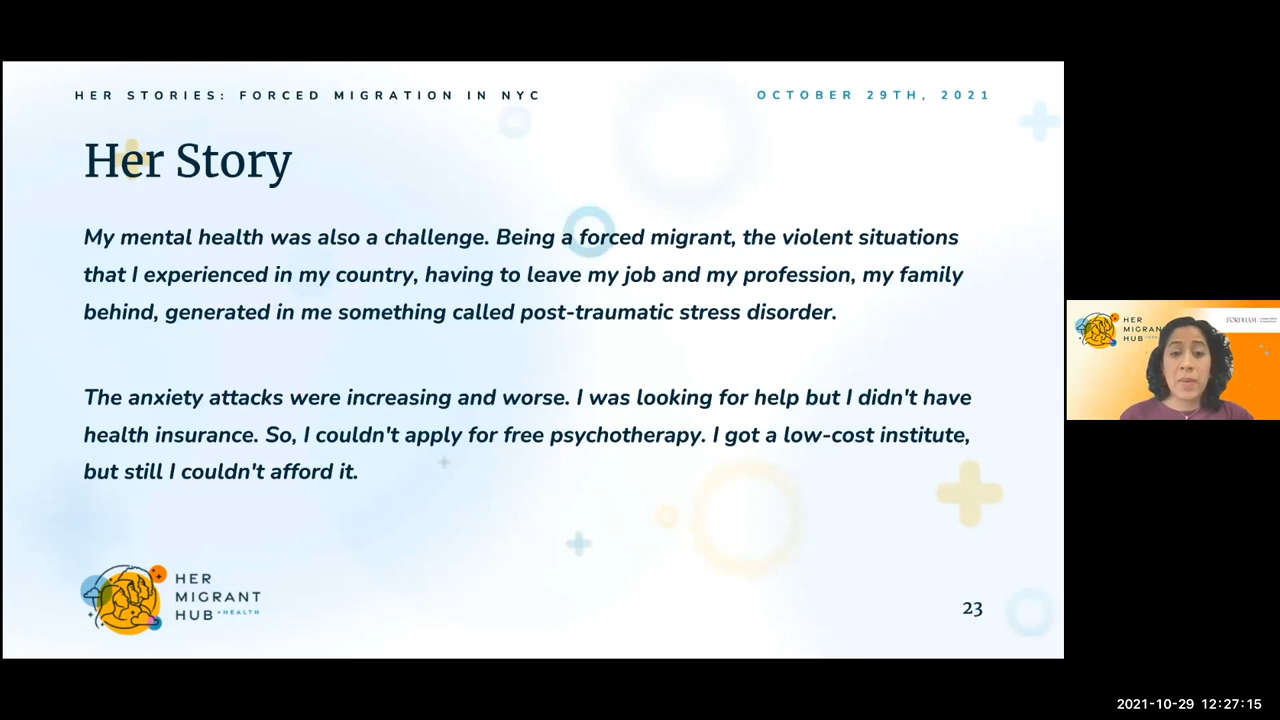 HER STORIES: FORCED MIGRATION IN NYC
OCTOBER 29TH, 2021
Her Story
My mental health was also a challenge. Being a forced migrant, the violent situations
that I experienced in my country, having to leave my job and my profession, my family
behind, generated in me something called post-traumatic stress disorder.
The anxiety attacks were increasing and worse. I was looking for help but I didn't have
health insurance. So, I couldn't apply for free psychotherapy. I got a low-cost institute,
but still I couldn't afford it.
HER
MIGRANT
HUB +HEALTH
23
HER
MIGRAN
HUB
FORDHAM
2021-10-29 12:27:15